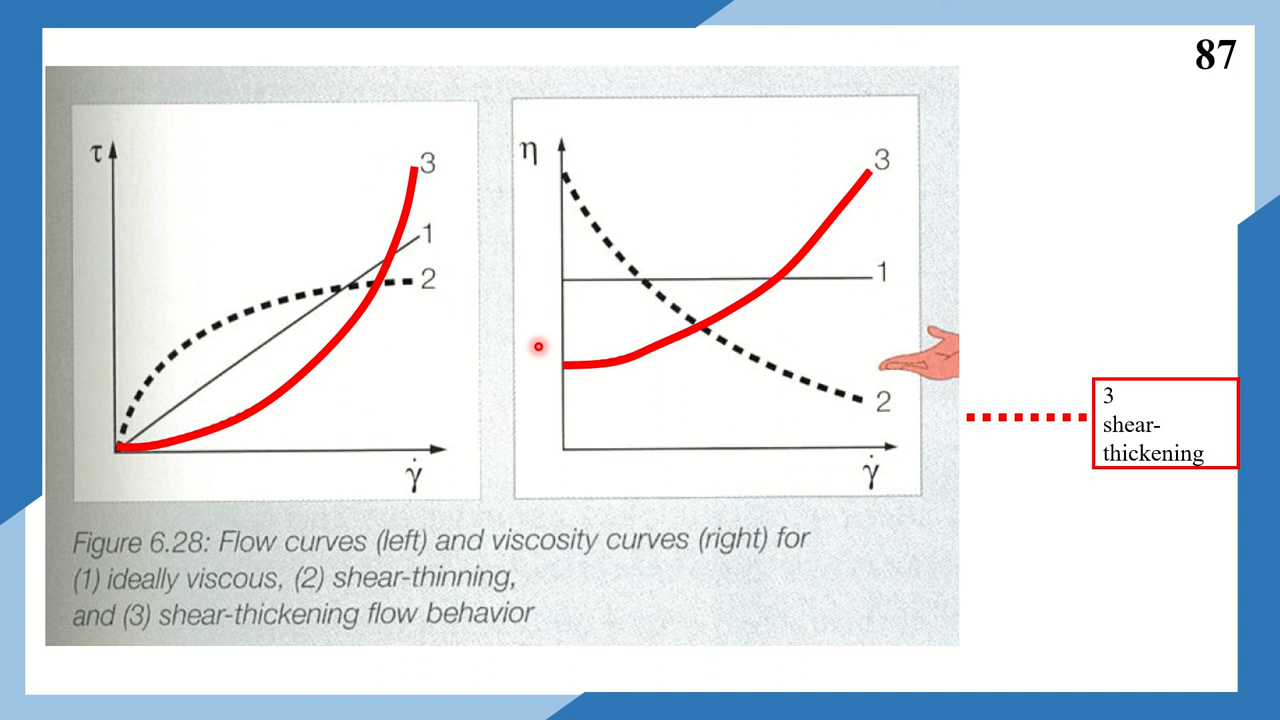 87
τ
3
1
2
γ̇
η
3
1
2
γ̇
3
shear-
thickening
Figure 6.28: Flow curves (left) and viscosity curves (right) for
(1) ideally viscous, (2) shear-thinning,
and (3) shear-thickening flow behavior